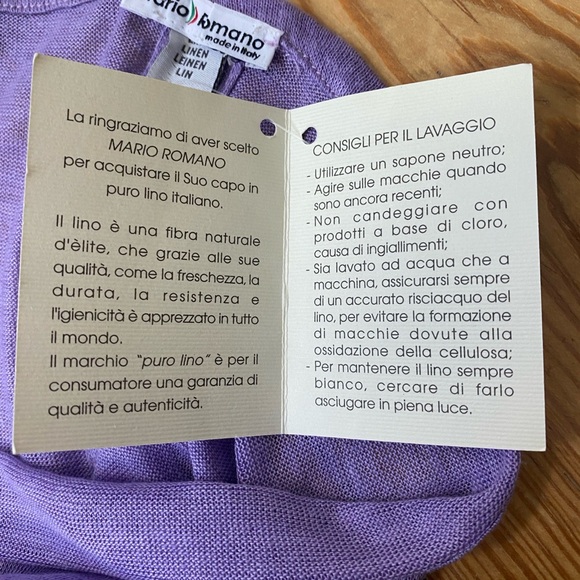 Mario Romano
made in Italy
LINEN
LEINEN
LIN
La ringraziamo di aver scelto
MARIO ROMANO
per acquistare il Suo capo in
puro lino italiano.
Il lino è una fibra naturale
d'èlite, che grazie alle sue
qualità, come la freschezza, la
durata, la resistenza e
l'igienicità è apprezzato in tutto
il mondo.
Il marchio "puro lino" è per il
consumatore una garanzia di
qualità e autenticità.
CONSIGLI PER IL LAVAGGIO
- Utilizzare un sapone neutro;
- Agire sulle macchie quando
sono ancora recenti;
- Non candeggiare con
prodotti a base di cloro,
causa di ingiallimenti;
- Sia lavato ad acqua che a
macchina, assicurarsi sempre
di un accurato risciacquo del
lino, per evitare la formazione
di macchie dovute alla
ossidazione della cellulosa;
- Per mantenere il lino sempre
bianco, cercare di farlo
asciugare in piena luce.